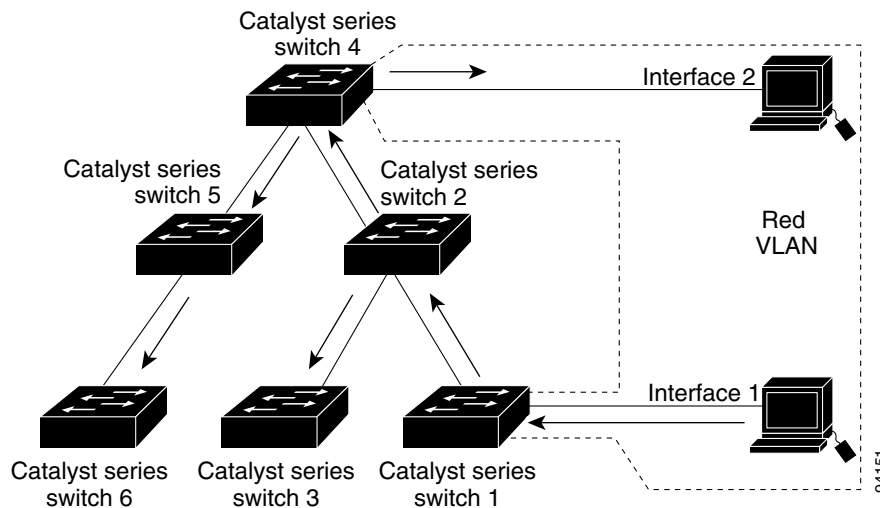 Catalyst series
switch 4
Interface 2
Catalyst series
switch 5
Catalyst series
switch 2
Red
VLAN
Interface 1
Catalyst series
switch 6
Catalyst series
switch 3
Catalyst series
switch 1